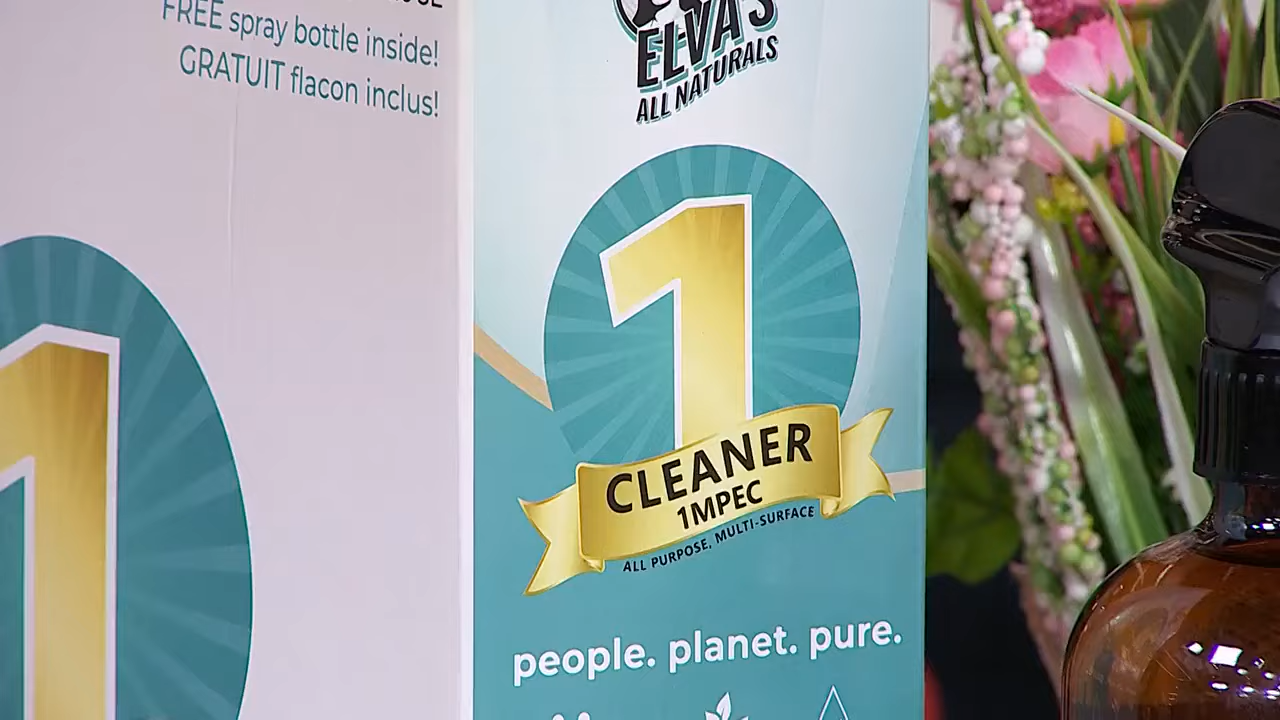 FREE spray bottle inside!
GRATUIT flacon inclus!
1
ELVA'S
ALL NATURALS
1
CLEANER
1MPEC
ALL PURPOSE, MULTI-SURFACE
people. planet. pure.